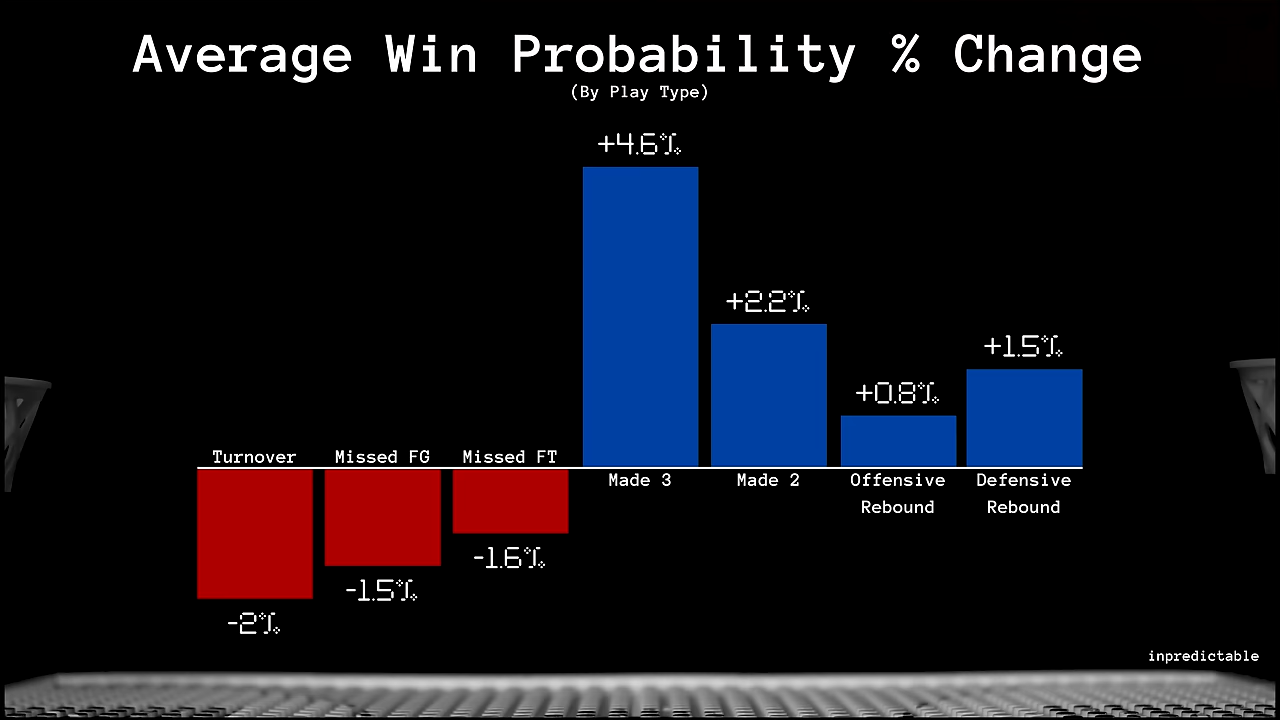 Average Win Probability % Change
(By Play Type)
+4.6%
+2.2%
+1.5%
+0.8%
Turnover Missed FG Missed FT
Made 3 Made 2 Offensive Rebound Defensive Rebound
-1.6%
-1.5%
-2%
inpredictable